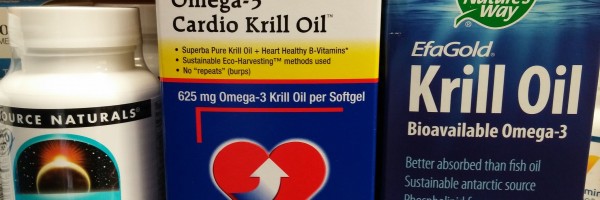 SOURCE NATURALS
Omega-3
Cardio Krill Oil™
• Superba Pure Krill Oil + Heart Healthy B-Vitamins*
• Sustainable Eco-Harvesting™ methods used
• No "repeats" (burps)
625 mg Omega-3 Krill Oil per Softgel
Nature's
Way
EfaGold®
Krill Oil
Bioavailable Omega-3
Better absorbed than fish oil
Sustainable antarctic source